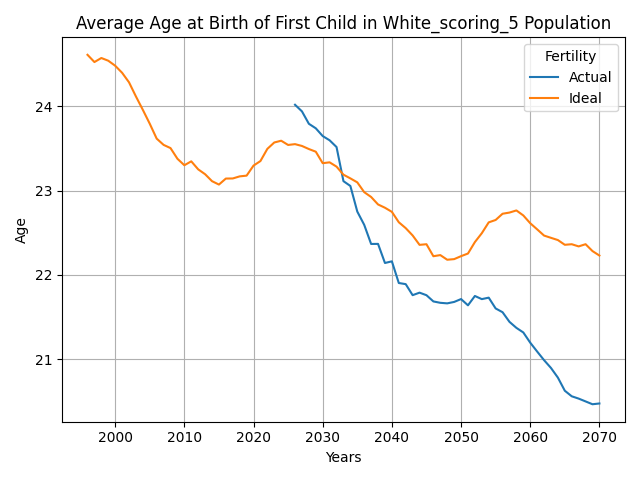 Average Age at Birth of First Child in White_scoring_5 Population
Fertility
Actual
Ideal
Age
24
23
22
21
2000 2010 2020 2030 2040 2050 2060 2070
Years